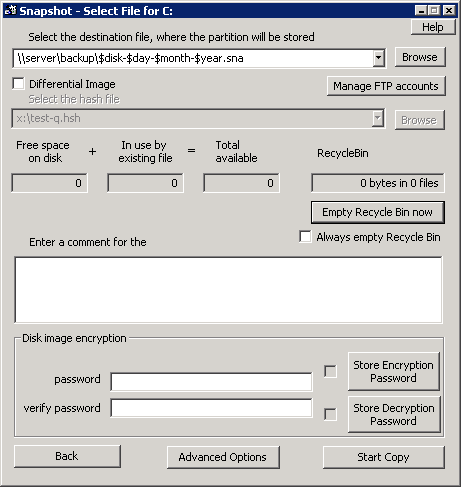 Snapshot - Select File for C:
Help
Select the destination file, where the partition will be stored
\\server\backup\$disk-$day-$month-$year.sna
Browse
Differential Image
Manage FTP accounts
Select the hash file
x:\test-q.hsh
Browse
Free space on disk + In use by existing file = Total available
RecycleBin
0 0 0 0 bytes in 0 files
Empty Recycle Bin now
Always empty Recycle Bin
Enter a comment for the
Disk image encryption
password
Store Encryption
Password
verify password
Store Decryption
Password
Back Advanced Options Start Copy